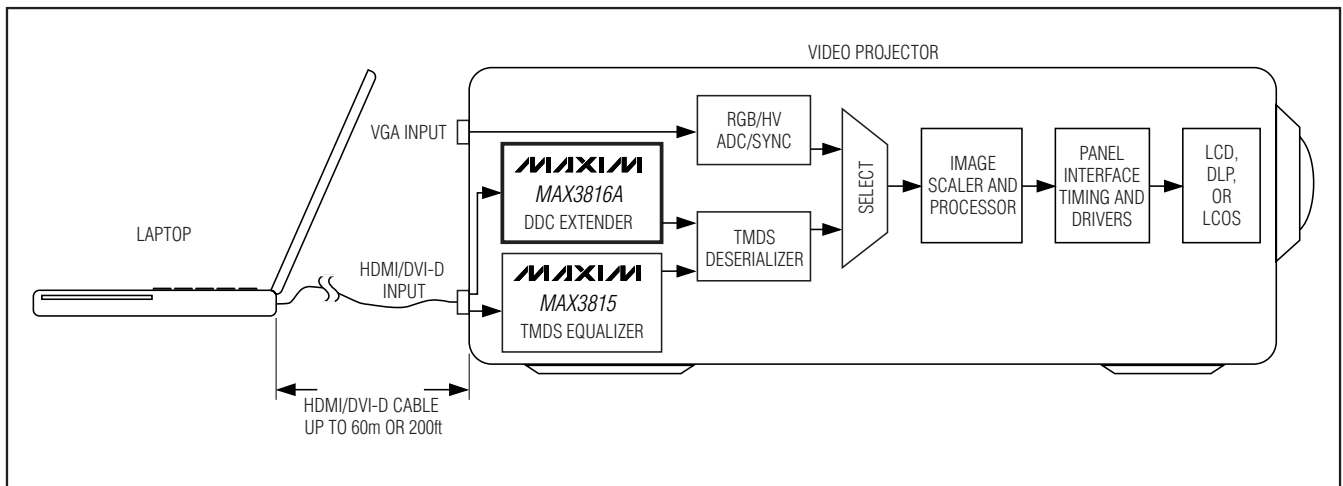 VIDEO PROJECTOR
VGA INPUT
RGB/HV
ADC/SYNC
MAXIM
MAX3816A
DDC EXTENDER
SELECT
IMAGE
SCALER AND
PROCESSOR
PANEL
INTERFACE
TIMING AND
DRIVERS
LCD,
DLP,
OR
LCOS
LAPTOP
HDMI/DVI-D
INPUT
TMDS
DESERIALIZER
MAXIM
MAX3815
TMDS EQUALIZER
HDMI/DVI-D CABLE
UP TO 60m OR 200ft